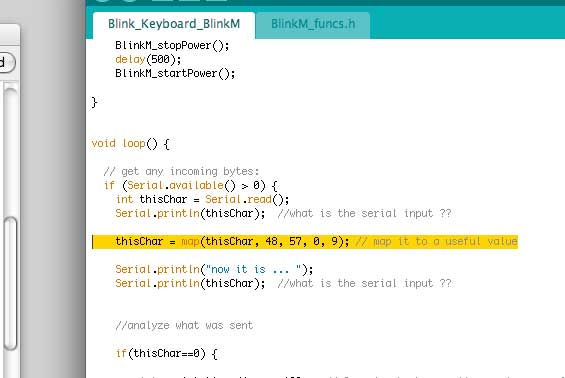 Blink_Keyboard_BlinkM
BlinkM_funcs.h
BlinkM_stopPower();
delay(500);
BlinkM_startPower();
}
void loop() {
// get any incoming bytes:
if (Serial.available() > 0) {
int thisChar = Serial.read();
Serial.println(thisChar); //what is the serial input ??
thisChar = map(thisChar, 48, 57, 0, 9); // map it to a useful value
Serial.println("now it is ... ");
Serial.println(thisChar); //what is the serial input ??
//analyze what was sent
if(thisChar==0) {